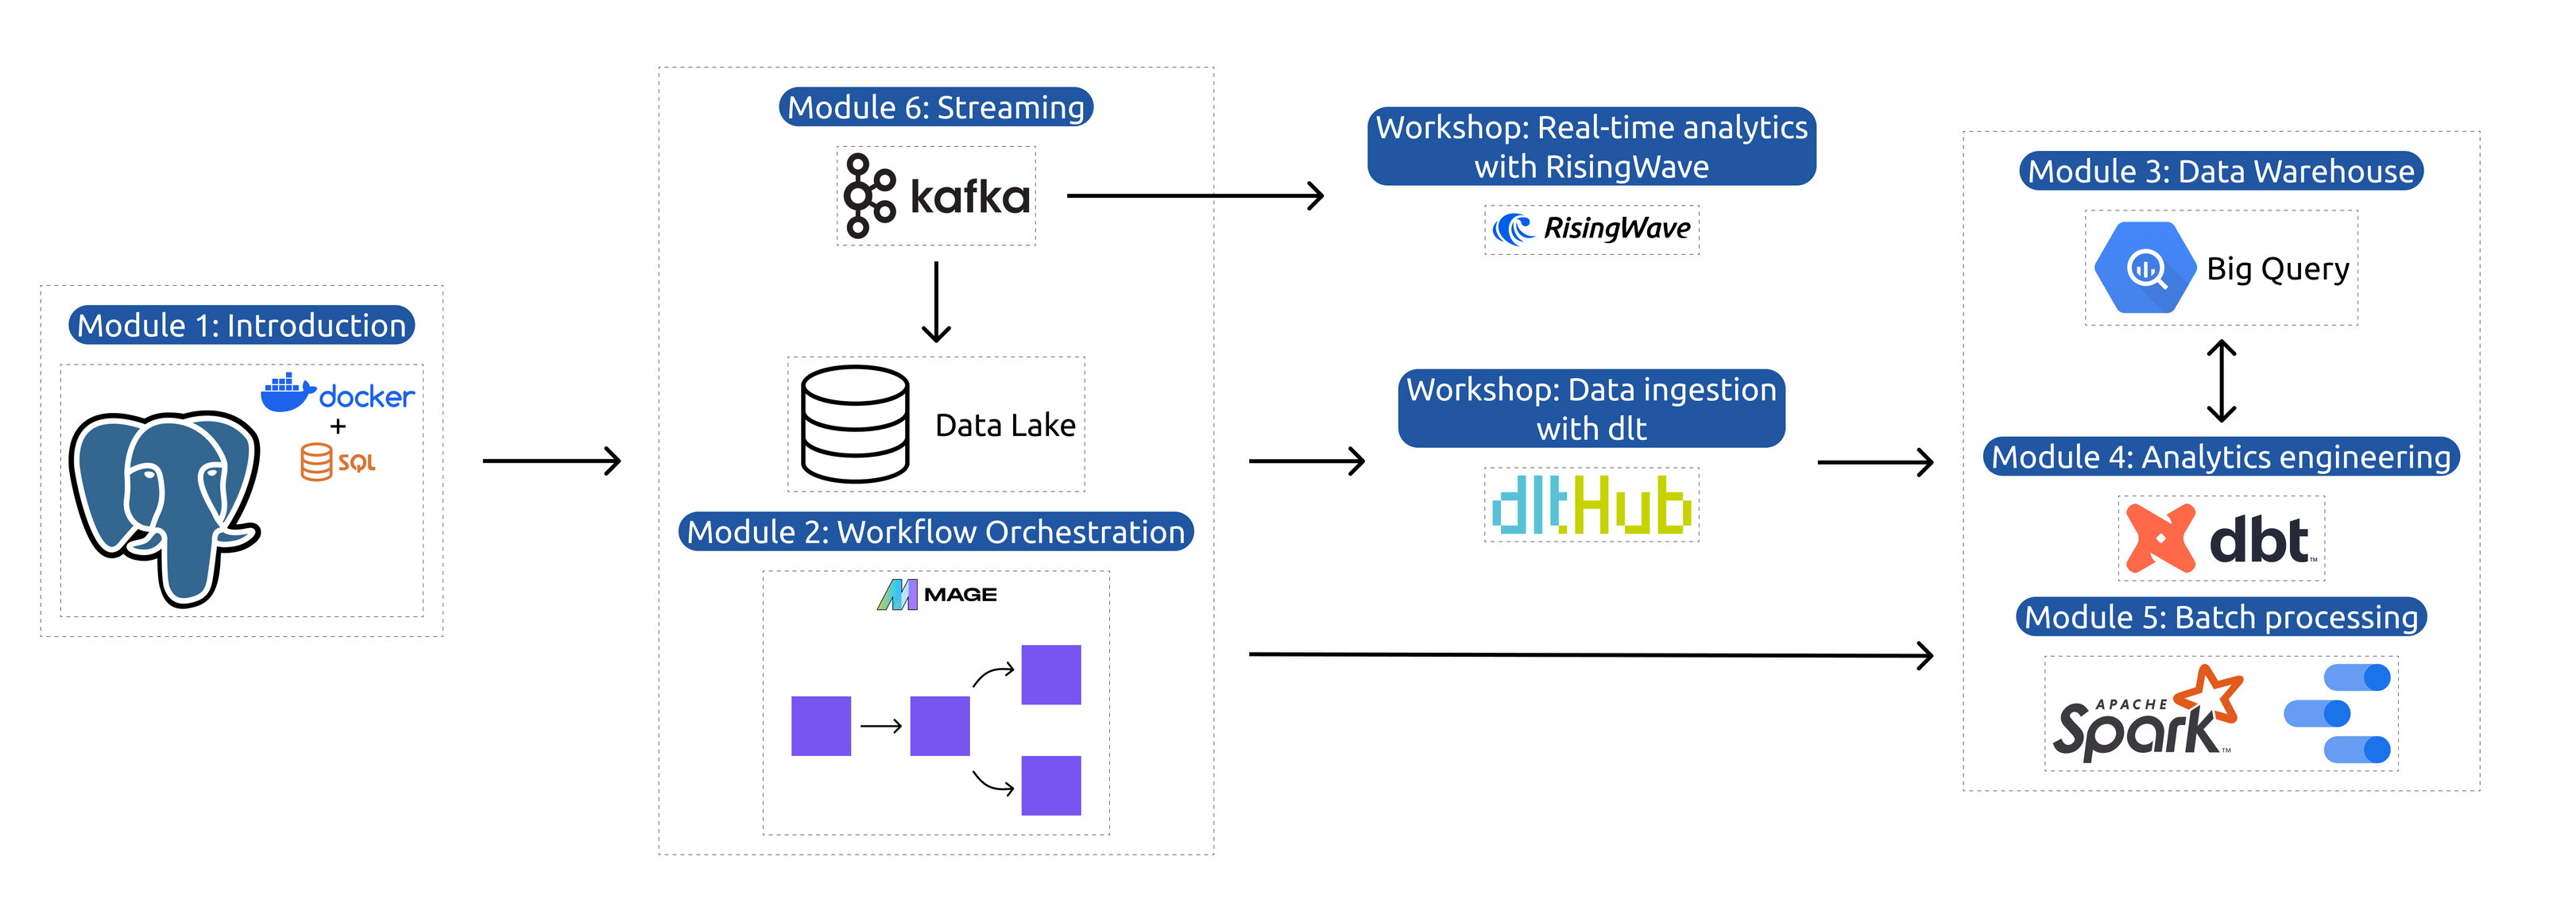 Module 1: Introduction
docker
+
SQL
Module 6: Streaming
kafka
Data Lake
Module 2: Workflow Orchestration
MAGE
Workshop: Real-time analytics
with RisingWave
RisingWave
Workshop: Data ingestion
with dlt
dltHub
Module 3: Data Warehouse
Big Query
Module 4: Analytics engineering
dbt™
Module 5: Batch processing
APACHE
Spark™